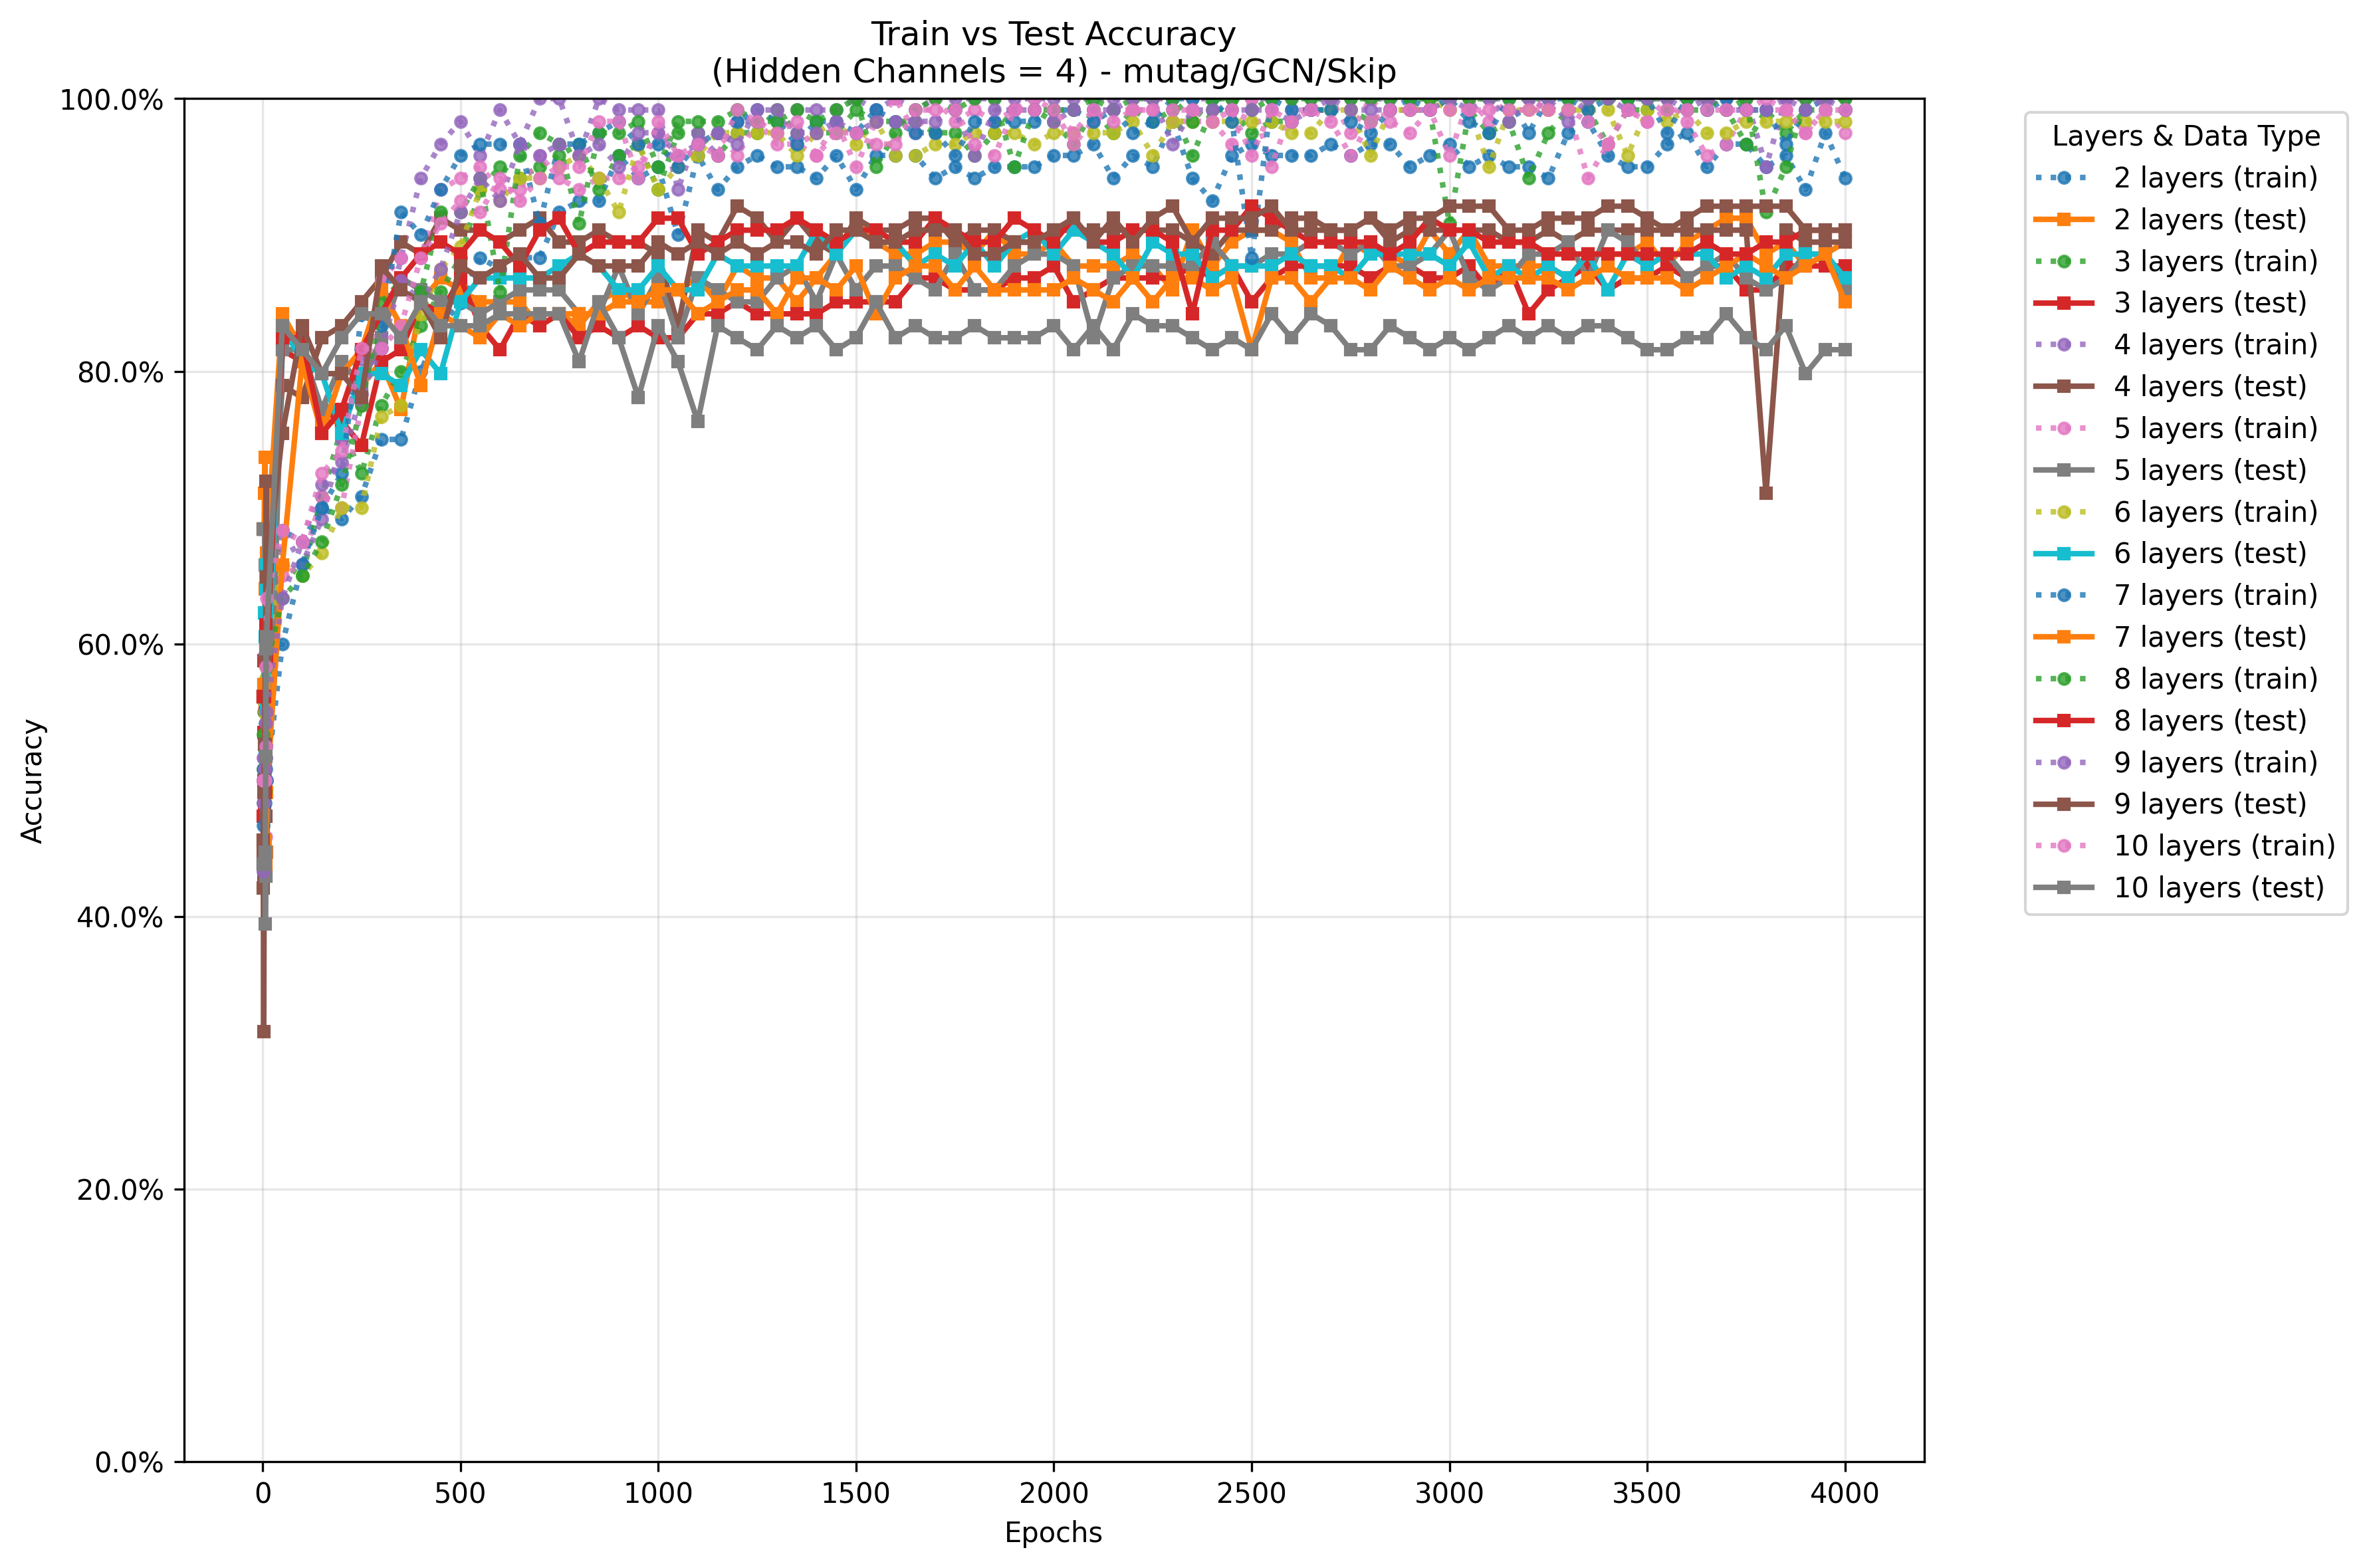 Train vs Test Accuracy
(Hidden Channels = 4) - mutag/GCN/Skip
100.0%
80.0%
60.0%
40.0%
20.0%
0.0%
Accuracy
0
500
1000
1500
2000
2500
3000
3500
4000
Epochs
Layers & Data Type
2 layers (train)
2 layers (test)
3 layers (train)
3 layers (test)
4 layers (train)
4 layers (test)
5 layers (train)
5 layers (test)
6 layers (train)
6 layers (test)
7 layers (train)
7 layers (test)
8 layers (train)
8 layers (test)
9 layers (train)
9 layers (test)
10 layers (train)
10 layers (test)